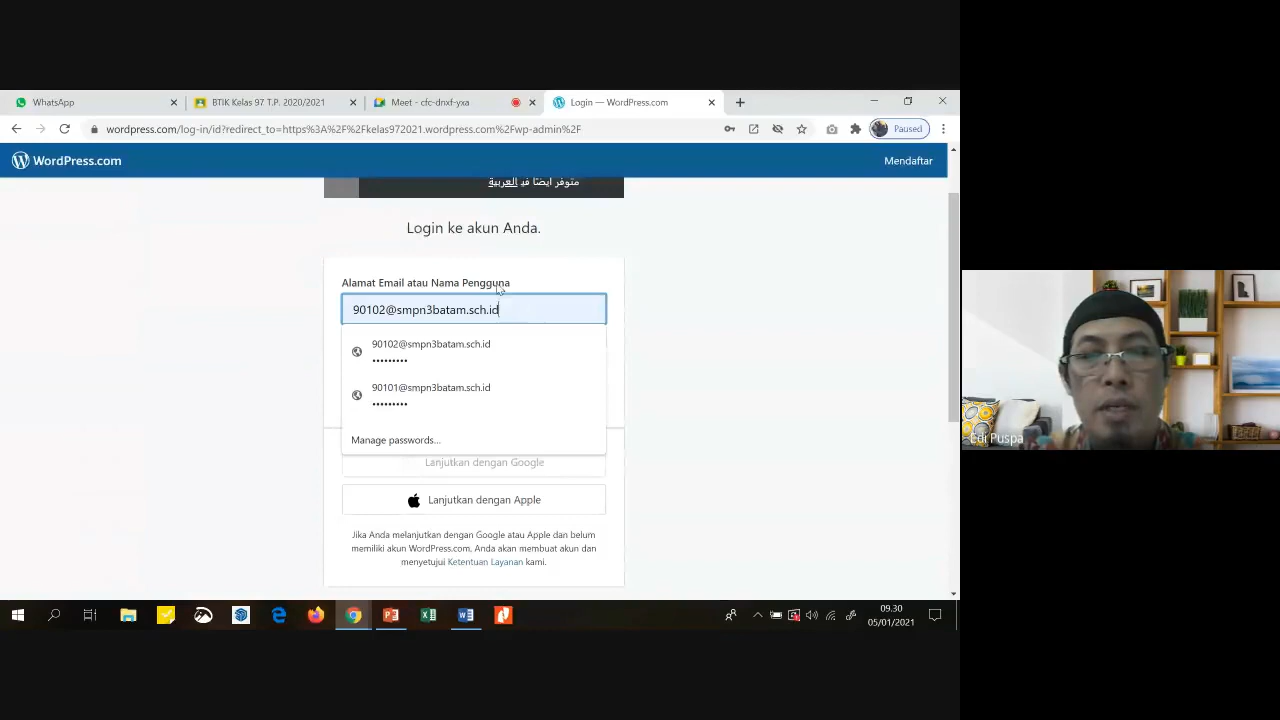 WhatsApp
BTIK Kelas 97 T.P. 2020/2021
Meet - cfc-dnxf-yxa
Login — WordPress.com
wordpress.com/log-in/id?redirect_to=https%3A%2F%2Fkelas972021.wordpress.com%2Fwp-admin%2F
Paused
WordPress.com
Mendaftar
متوفر أيضًا في العربية
Login ke akun Anda.
Alamat Email atau Nama Pengguna
90102@smpn3batam.sch.id
90102@smpn3batam.sch.id
•••••••••
90101@smpn3batam.sch.id
•••••••••
Manage passwords...
Lanjutkan dengan Google
Lanjutkan dengan Apple
Jika Anda melanjutkan dengan Google atau Apple dan belum
memiliki akun WordPress.com, Anda akan membuat akun dan
menyetujui Ketentuan Layanan kami.
Edi Puspa
09.30
05/01/2021